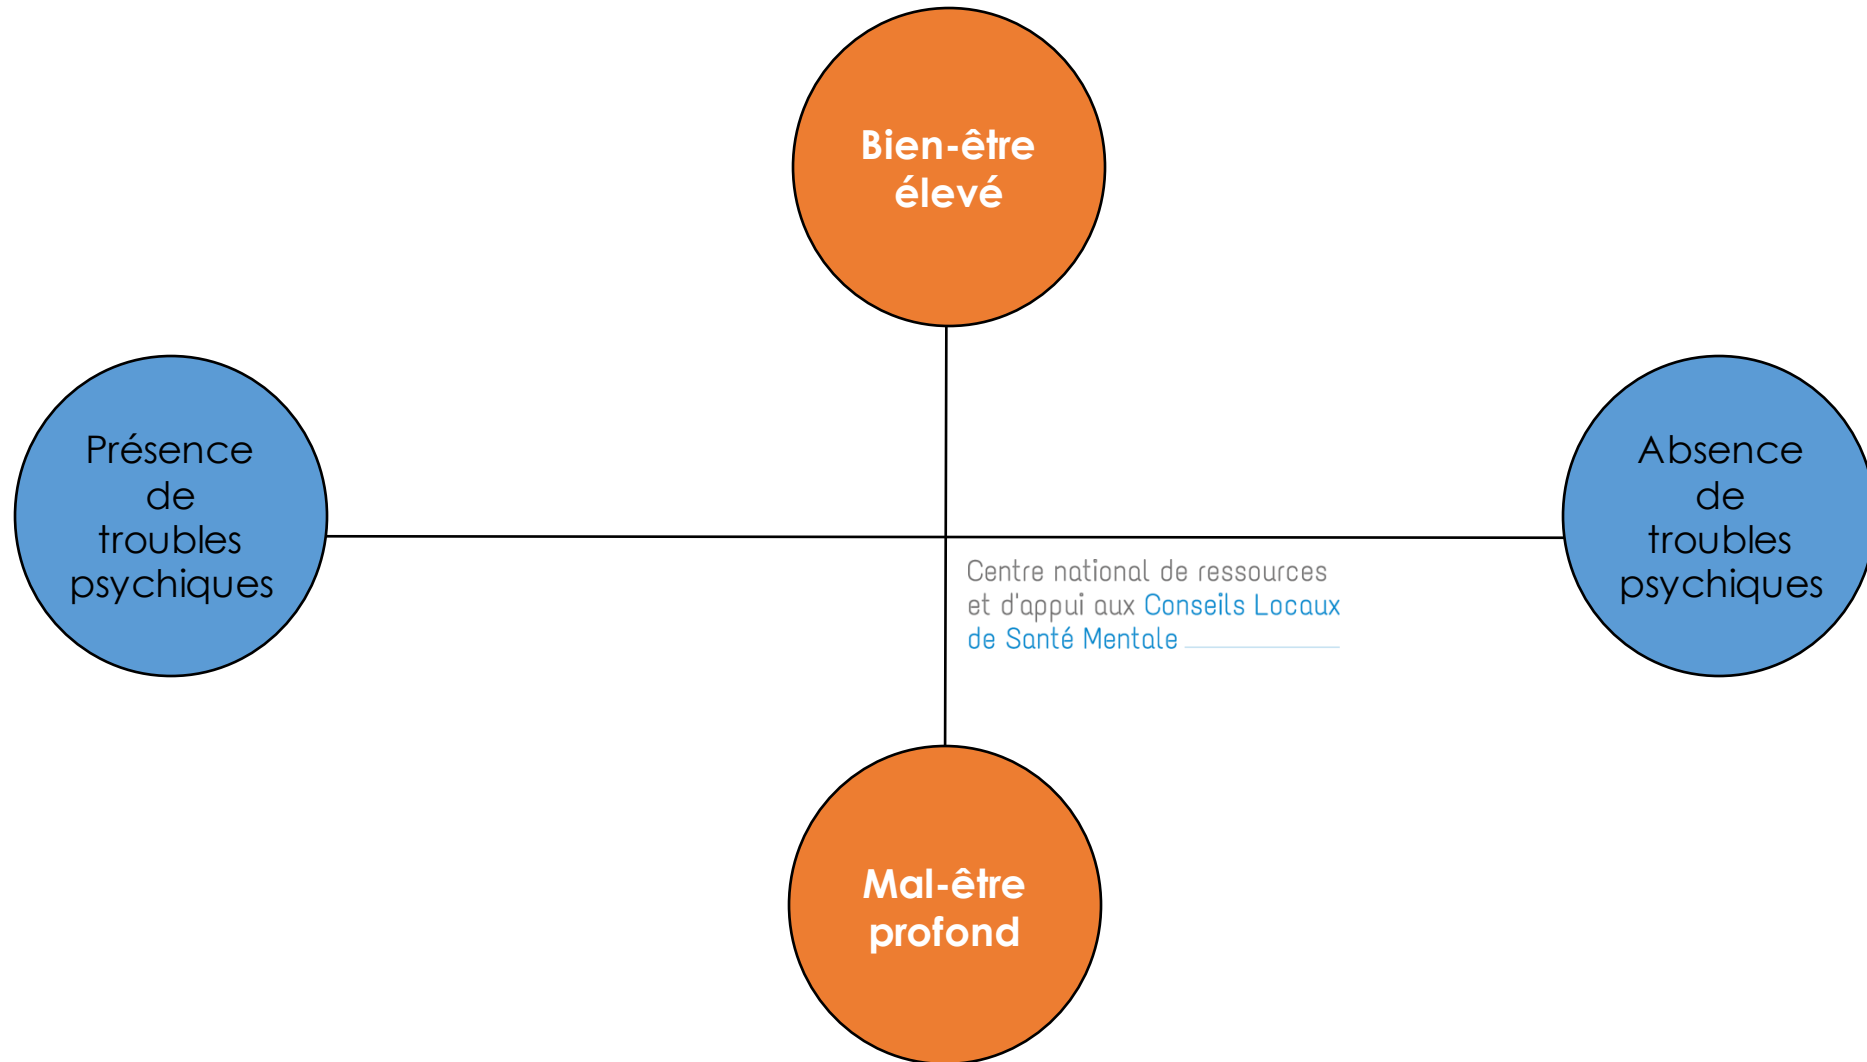 Bien-être
élevé
Présence
de
troubles
psychiques
Absence
de
troubles
psychiques
Centre national de ressources
et d'appui aux Conseils Locaux
de Santé Mentale
Mal-être
profond